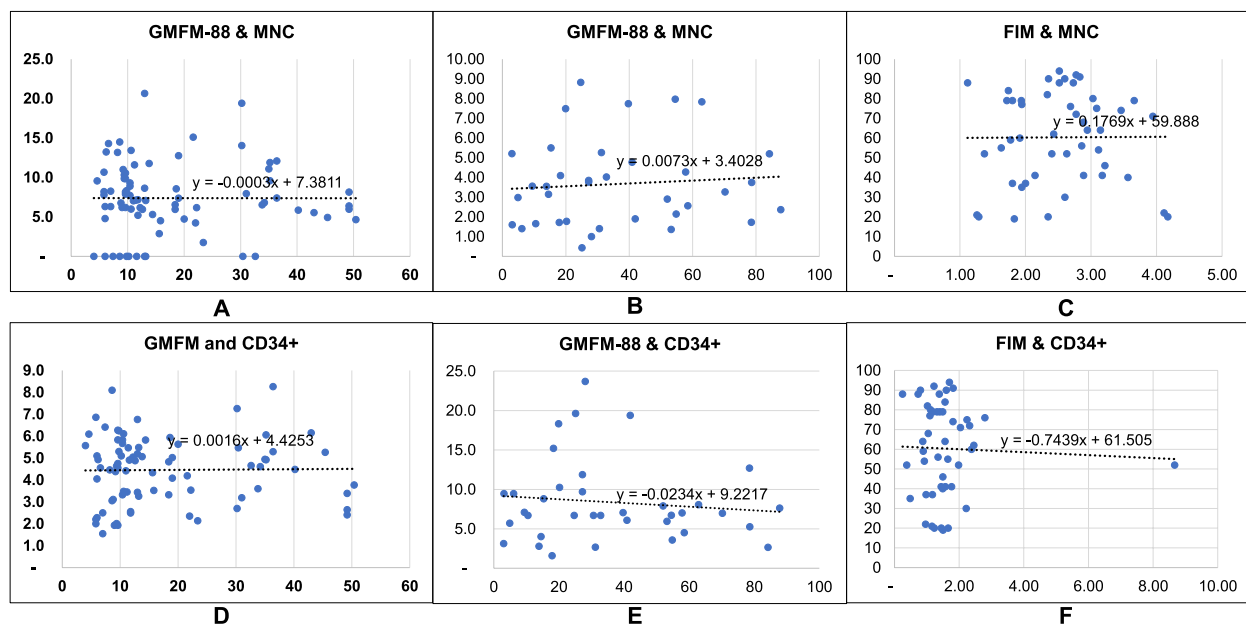 GMFM-88 & MNC
25.0
20.0
15.0
10.0
5.0
-
y = -0.0003x + 7.3811
0 10 20 30 40 50 60
A
GMFM-88 & MNC
10.00
9.00
8.00
7.00
6.00
5.00
4.00
3.00
2.00
1.00
-
y = 0.0073x + 3.4028
0 20 40 60 80 100
B
FIM & MNC
100
90
80
70
60
50
40
30
20
10
0
y = 0.1769x + 59.888
- 1.00 2.00 3.00 4.00 5.00
C
GMFM and CD34+
9.0
8.0
7.0
6.0
5.0
4.0
3.0
2.0
1.0
-
y = 0.0016x + 4.4253
0 10 20 30 40 50 60
D
GMFM-88 & CD34+
25.0
20.0
15.0
10.0
5.0
-
y = -0.0234x + 9.2217
0 20 40 60 80 100
E
FIM & CD34+
100
90
80
70
60
50
40
30
20
10
0
y = -0.7439x + 61.505
- 2.00 4.00 6.00 8.00 10.00
F